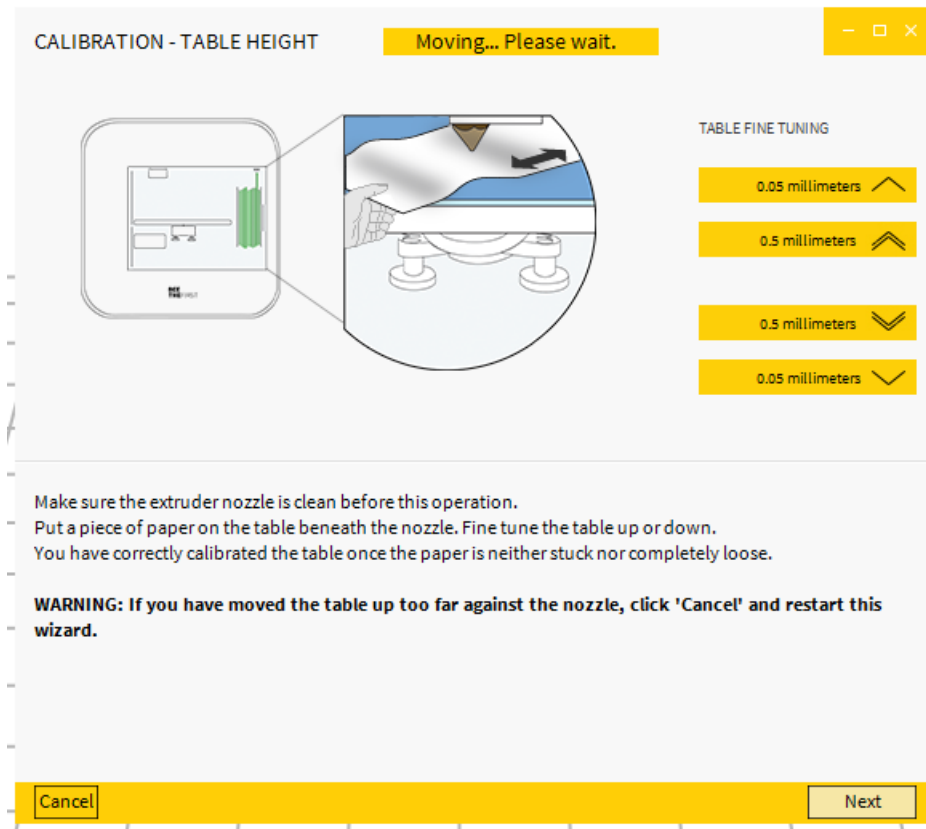 CALIBRATION - TABLE HEIGHT
Moving... Please wait.
TABLE FINE TUNING
0.05 millimeters
0.5 millimeters
0.5 millimeters
0.05 millimeters
BEE
THEFIRST
Make sure the extruder nozzle is clean before this operation.
Put a piece of paper on the table beneath the nozzle. Fine tune the table up or down.
You have correctly calibrated the table once the paper is neither stuck nor completely loose.
WARNING: If you have moved the table up too far against the nozzle, click 'Cancel' and restart this
wizard.
Cancel
Next